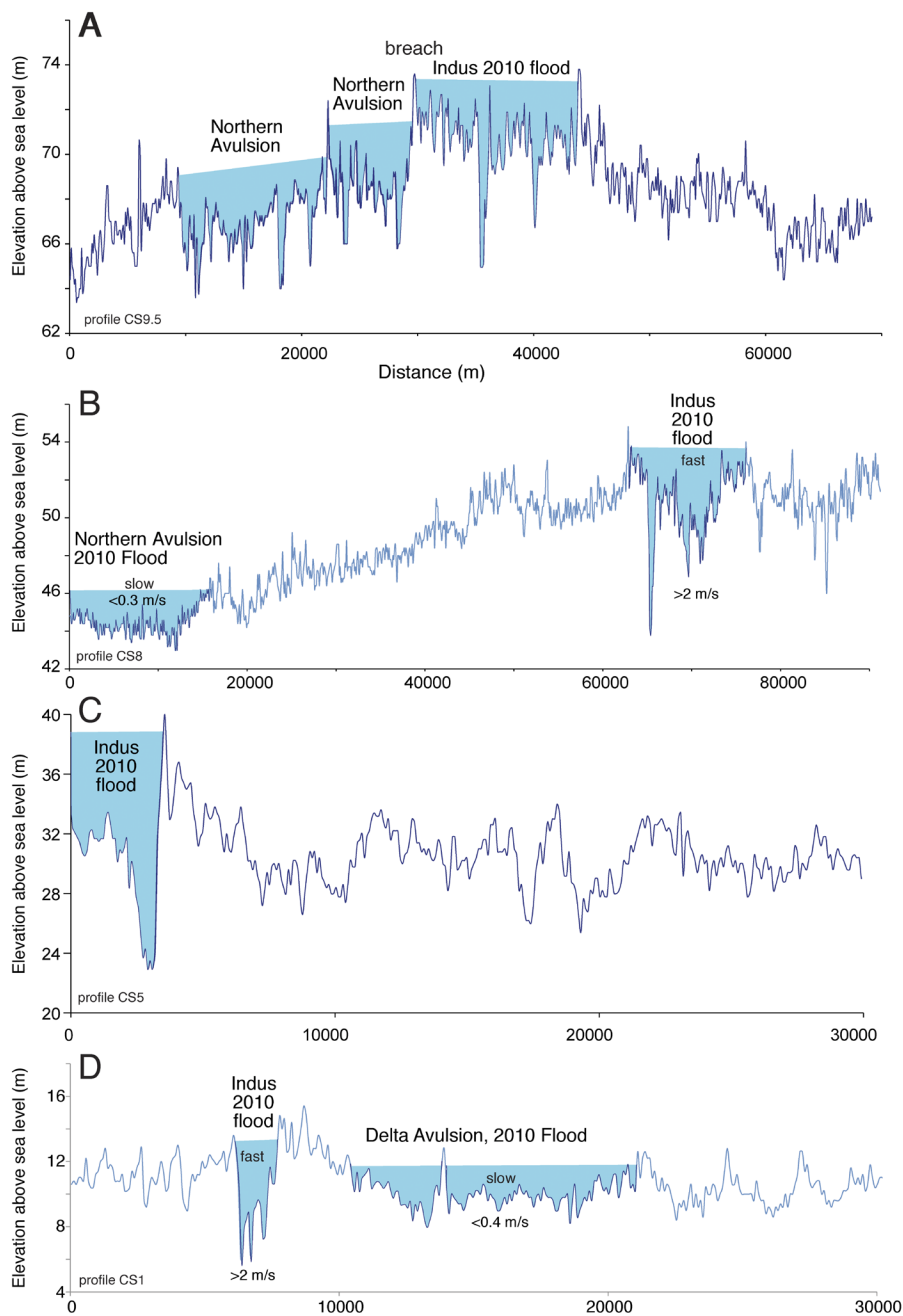 A
breach
Indus 2010 flood
Northern
Avulsion
Northern
Avulsion
Elevation above sea level (m)
74
70
66
62
profile CS9.5
0
20000
40000
60000
Distance (m)
B
Indus
2010
flood
fast
>2 m/s
Northern Avulsion
2010 Flood
slow
<0.3 m/s
Elevation above sea level (m)
54
50
46
42
profile CS8
0
20000
40000
60000
80000
C
Indus
2010
flood
Elevation above sea level (m)
40
36
32
28
24
20
profile CS5
0
10000
20000
30000
D
Indus
2010
flood
fast
>2 m/s
Delta Avulsion, 2010 Flood
slow
<0.4 m/s
Elevation above sea level (m)
16
12
8
4
profile CS1
0
10000
20000
30000